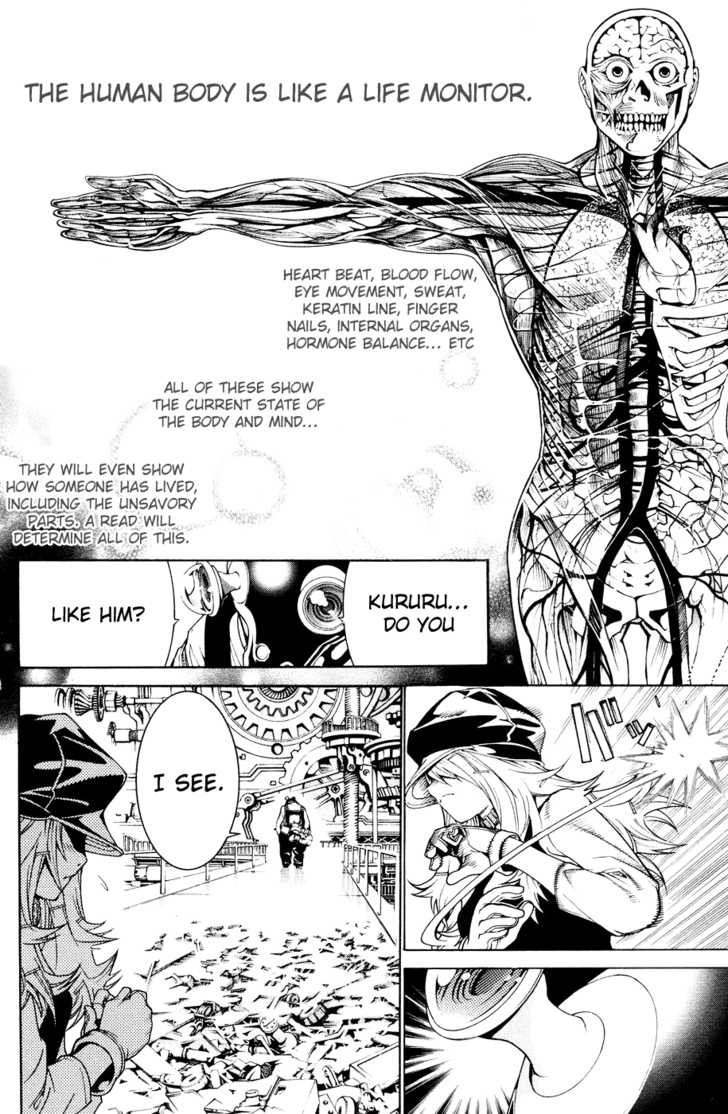 THE HUMAN BODY IS LIKE A LIFE MONITOR.
HEART BEAT, BLOOD FLOW,
EYE MOVEMENT, SWEAT,
KERATIN LINE, FINGER
NAILS, INTERNAL ORGANS,
HORMONE BALANCE... ETC
ALL OF THESE SHOW
THE CURRENT STATE OF
THE BODY AND MIND...
THEY WILL EVEN SHOW
HOW SOMEONE HAS LIVED,
INCLUDING THE UNSAVORY
PARTS. A READ WILL
DETERMINE ALL OF THIS.
KURURU...
DO YOU
LIKE HIM?
I SEE.